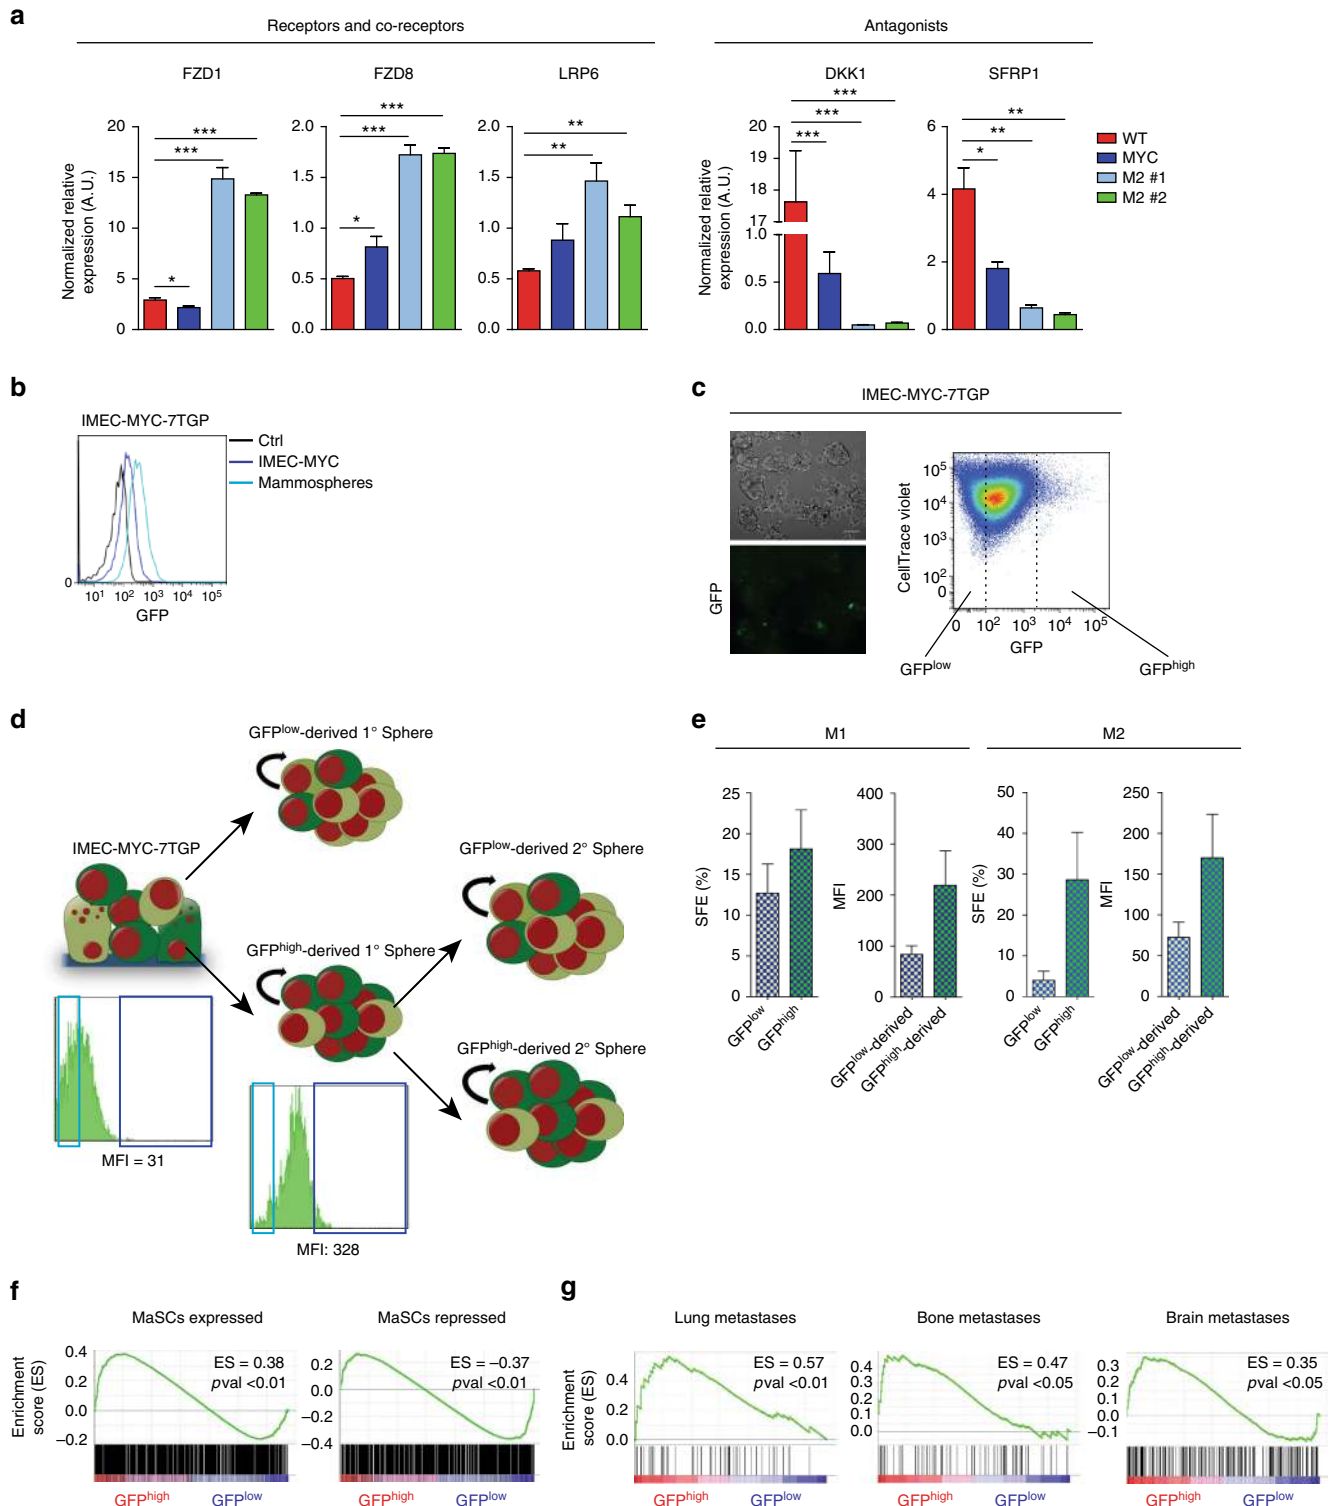 a
Receptors and co-receptors
Antagonists
FZD1
FZD8
LRP6
DKK1
SFRP1
Normalized relative
expression (A.U.)
20
15
10
5
0
***
***
*
2.0
1.5
1.0
0.5
0.0
***
***
*
2.0
1.5
1.0
0.5
0.0
**
**
Normalized relative
expression (A.U.)
20
19
18
17
1.0
0.5
0.0
***
***
***
6
4
2
0
**
**
*
WT
MYC
M2 #1
M2 #2
b
IMEC-MYC-7TGP
Ctrl
IMEC-MYC
Mammospheres
0
10¹ 10² 10³ 10⁴ 10⁵
GFP
c
IMEC-MYC-7TGP
GFP
CellTrace violet
10⁵
10⁴
10³
10²
0
0 10² 10³ 10⁴ 10⁵
GFP
GFPlow
GFPhigh
d
GFPlow-derived 1° Sphere
IMEC-MYC-7TGP
GFPlow-derived 2° Sphere
GFPhigh-derived 1° Sphere
GFPhigh-derived 2° Sphere
MFI = 31
MFI: 328
e
M1
M2
SFE (%)
25
20
15
10
5
0
GFPlow
GFPhigh
MFI
400
300
200
100
0
GFPlow-derived
GFPhigh-derived
SFE (%)
50
40
30
20
10
0
GFPlow
GFPhigh
MFI
250
200
150
100
50
0
GFPlow-derived
GFPhigh-derived
f
MaSCs expressed
MaSCs repressed
Enrichment
score (ES)
0.4
0.2
0.0
−0.2
ES = 0.38
pval <0.01
GFPhigh
GFPlow
0.2
0.0
−0.2
−0.4
ES = −0.37
pval <0.01
GFPhigh
GFPlow
g
Lung metastases
Bone metastases
Brain metastases
Enrichment
score (ES)
0.4
0.2
0.0
ES = 0.57
pval <0.01
GFPhigh
GFPlow
0.4
0.3
0.2
0.1
0.0
ES = 0.47
pval <0.05
GFPhigh
GFPlow
0.3
0.2
0.1
0.0
−0.1
ES = 0.35
pval <0.05
GFPhigh
GFPlow